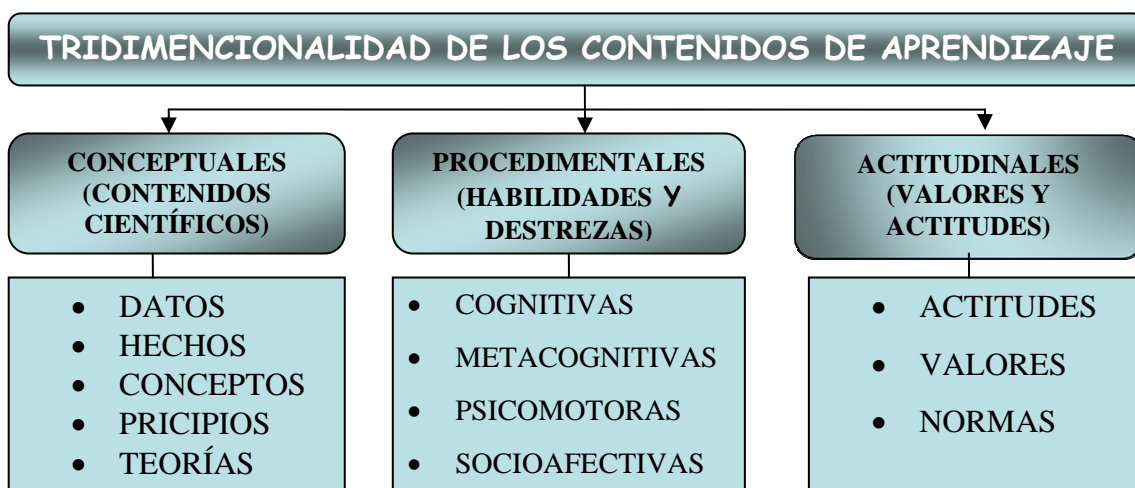 TRIDIMENCIONALIDAD DE LOS CONTENIDOS DE APRENDIZAJE
CONCEPTUALES
(CONTENIDOS
CIENTÍFICOS)
• DATOS
• HECHOS
• CONCEPTOS
• PRICIPIOS
• TEORÍAS
PROCEDIMENTALES
(HABILIDADES Y
DESTREZAS)
• COGNITIVAS
• METACOGNITIVAS
• PSICOMOTORAS
• SOCIOAFECTIVAS
ACTITUDINALES
(VALORES Y
ACTITUDES)
• ACTITUDES
• VALORES
• NORMAS